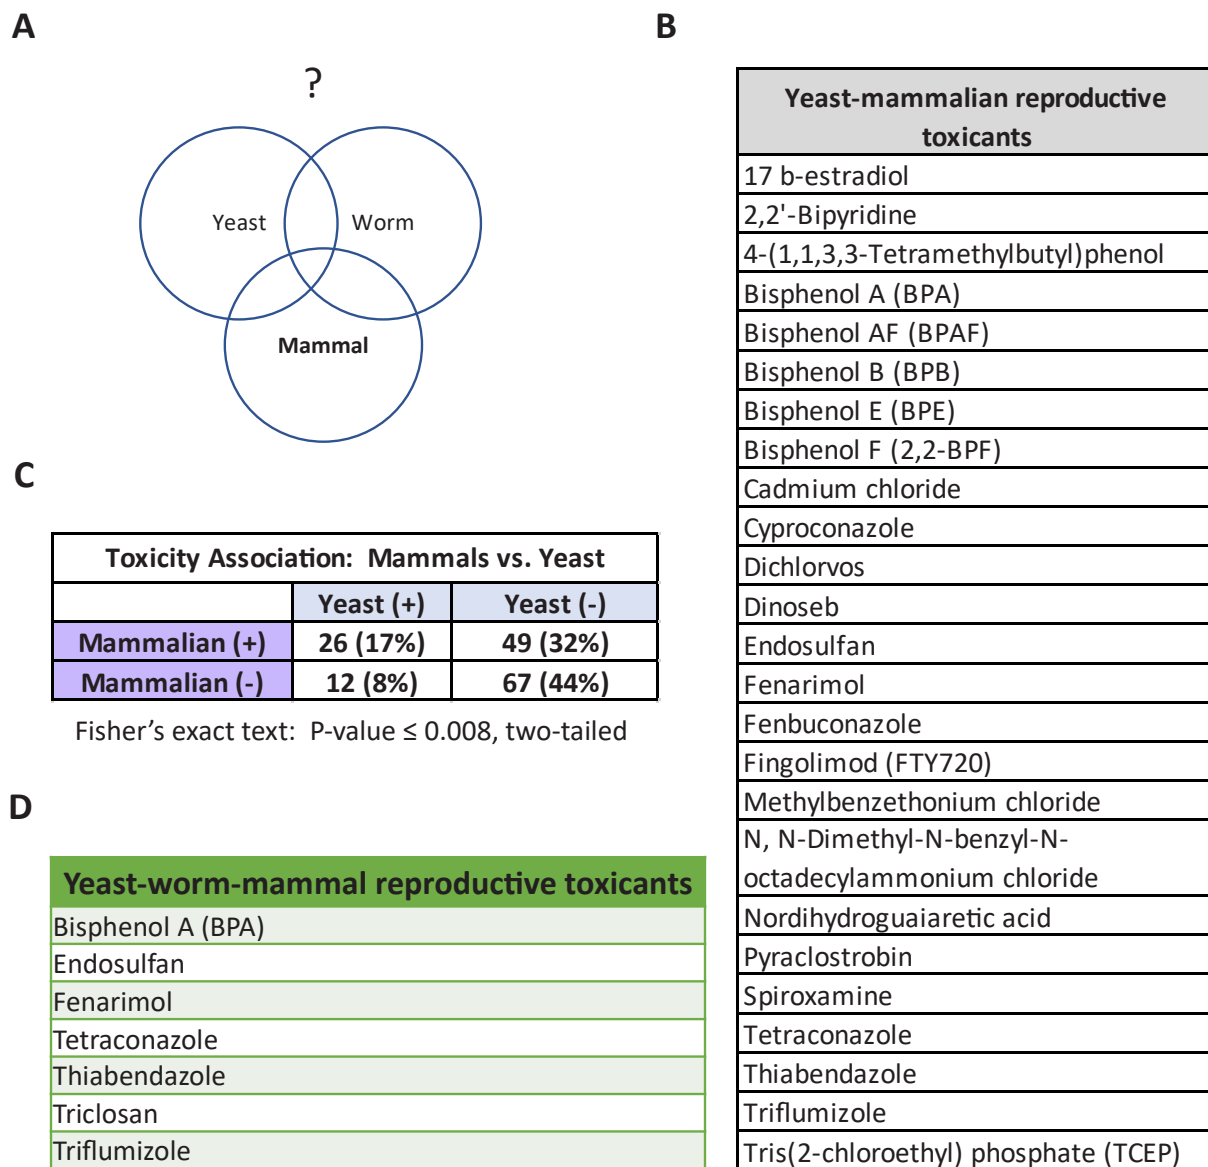 A
?
Yeast
Worm
Mammal
B
Yeast-mammalian reproductive
toxicants
17 b-estradiol
2,2'-Bipyridine
4-(1,1,3,3-Tetramethylbutyl)phenol
Bisphenol A (BPA)
Bisphenol AF (BPAF)
Bisphenol B (BPB)
Bisphenol E (BPE)
Bisphenol F (2,2-BPF)
Cadmium chloride
Cyproconazole
Dichlorvos
Dinoseb
Endosulfan
Fenarimol
Fenbuconazole
Fingolimod (FTY720)
Methylbenzethonium chloride
N, N-Dimethyl-N-benzyl-N-
octadecylammonium chloride
Nordihydroguaiaretic acid
Pyraclostrobin
Spiroxamine
Tetraconazole
Thiabendazole
Triflumizole
Tris(2-chloroethyl) phosphate (TCEP)
C
Toxicity Association: Mammals vs. Yeast
Yeast (+) Yeast (-)
Mammalian (+) 26 (17%) 49 (32%)
Mammalian (-) 12 (8%) 67 (44%)
Fisher's exact text: P-value ≤ 0.008, two-tailed
D
Yeast-worm-mammal reproductive toxicants
Bisphenol A (BPA)
Endosulfan
Fenarimol
Tetraconazole
Thiabendazole
Triclosan
Triflumizole